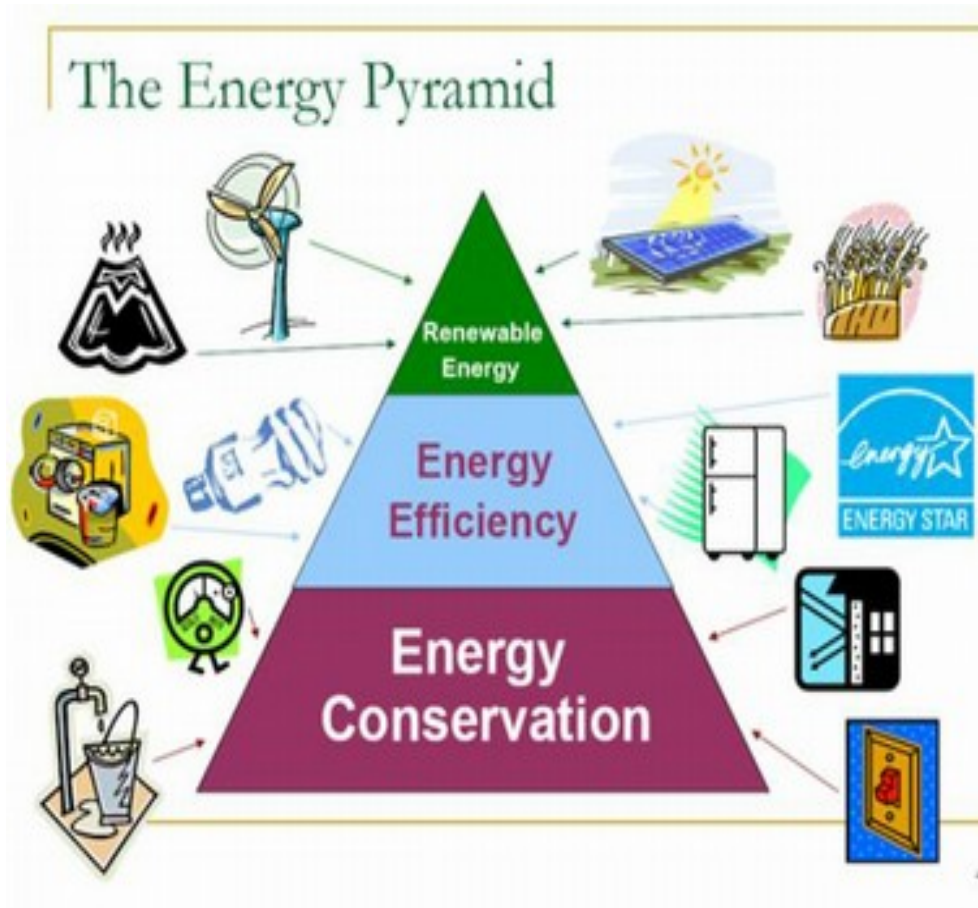 The Energy Pyramid
Renewable
Energy
Energy
Efficiency
energy
ENERGY STAR
Energy
Conservation